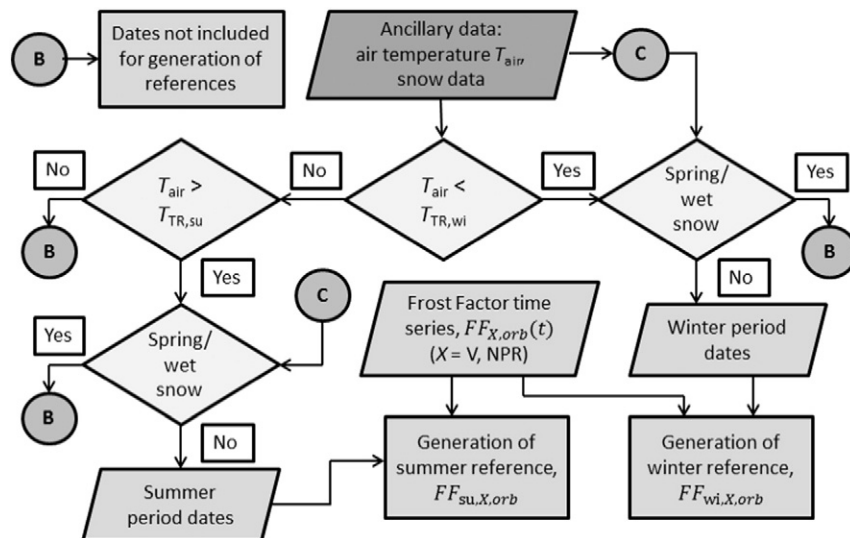 B
Dates not included
for generation of
references
Ancillary data:
air temperature T_air,
snow data
C
No
T_air >
T_TR,su
No
T_air <
T_TR,wi
Yes
Spring/
wet
snow
Yes
B
B
Yes
C
No
Frost Factor time
series, FF_X,orb(t)
(X = V, NPR)
Winter period
dates
Yes
Spring/
wet
snow
B
No
Generation of
summer reference,
FF_su,X,orb
Generation of
winter reference,
FF_wi,X,orb
Summer
period dates